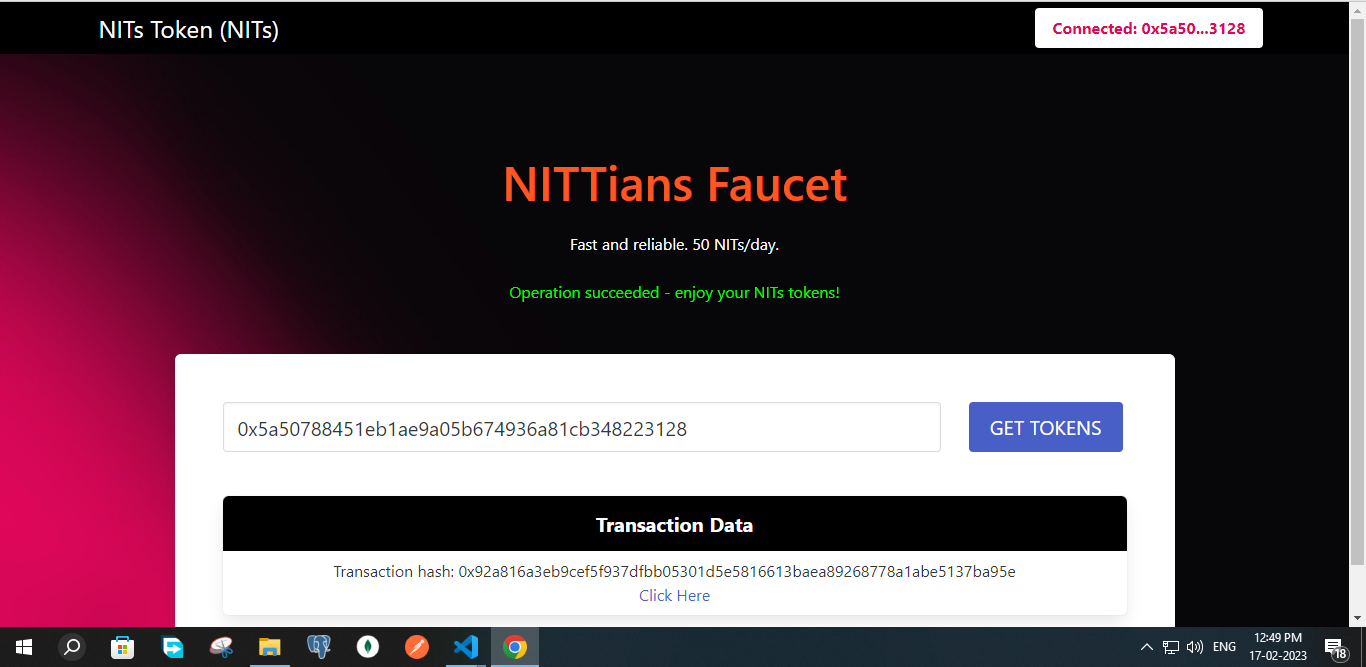 NITs Token (NITs)
Connected: 0x5a50...3128
NITTians Faucet
Fast and reliable. 50 NITs/day.
Operation succeeded - enjoy your NITs tokens!
0x5a50788451eb1ae9a05b674936a81cb348223128
GET TOKENS
Transaction Data
Transaction hash: 0x92a816a3eb9cef5f937dfbb05301d5e5816613baea89268778a1abe5137ba95e
Click Here
ENG
12:49 PM
17-02-2023
18